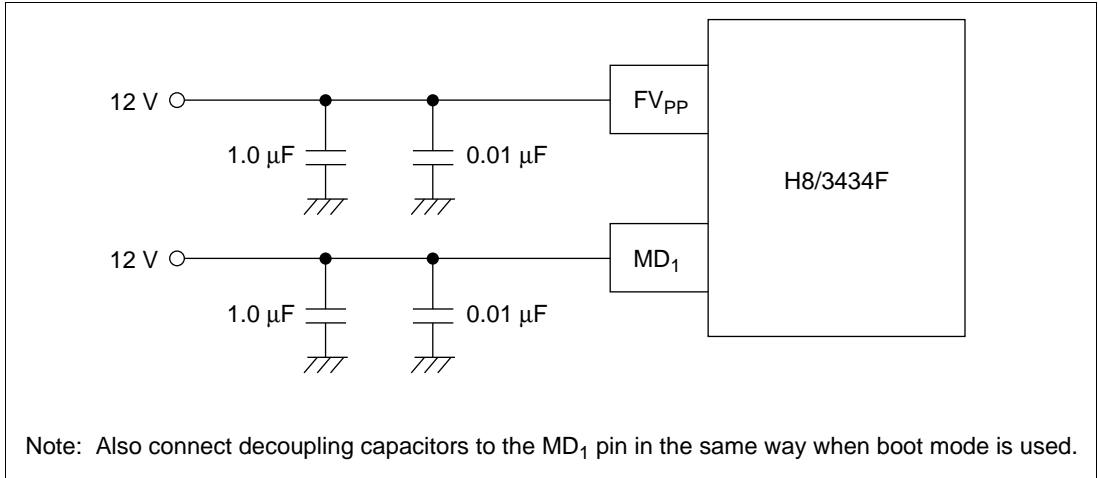 12 V
FVPP
1.0 μF
0.01 μF
H8/3434F
12 V
MD1
1.0 μF
0.01 μF
Note: Also connect decoupling capacitors to the MD1 pin in the same way when boot mode is used.